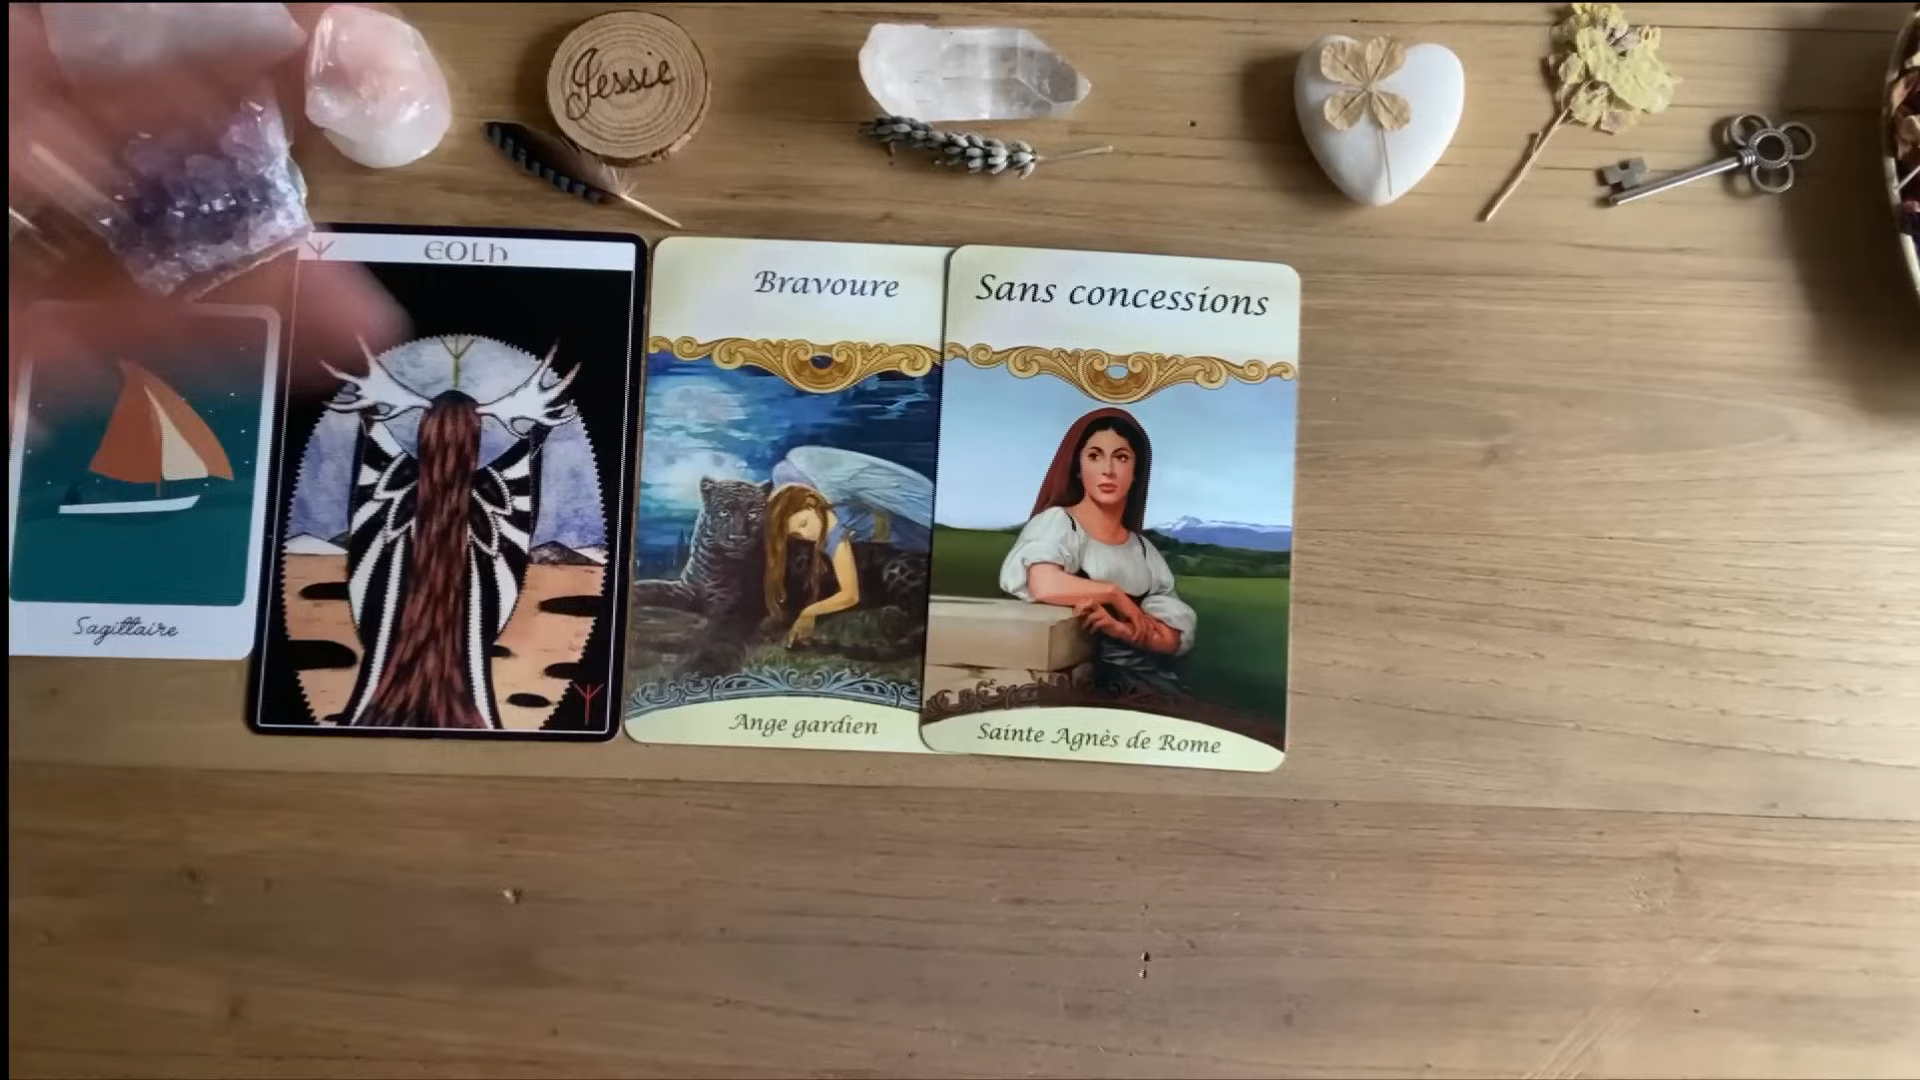 Jessie
EOLH
Bravoure
Sans concessions
Sagittaire
Ange gardien
Sainte Agnès de Rome